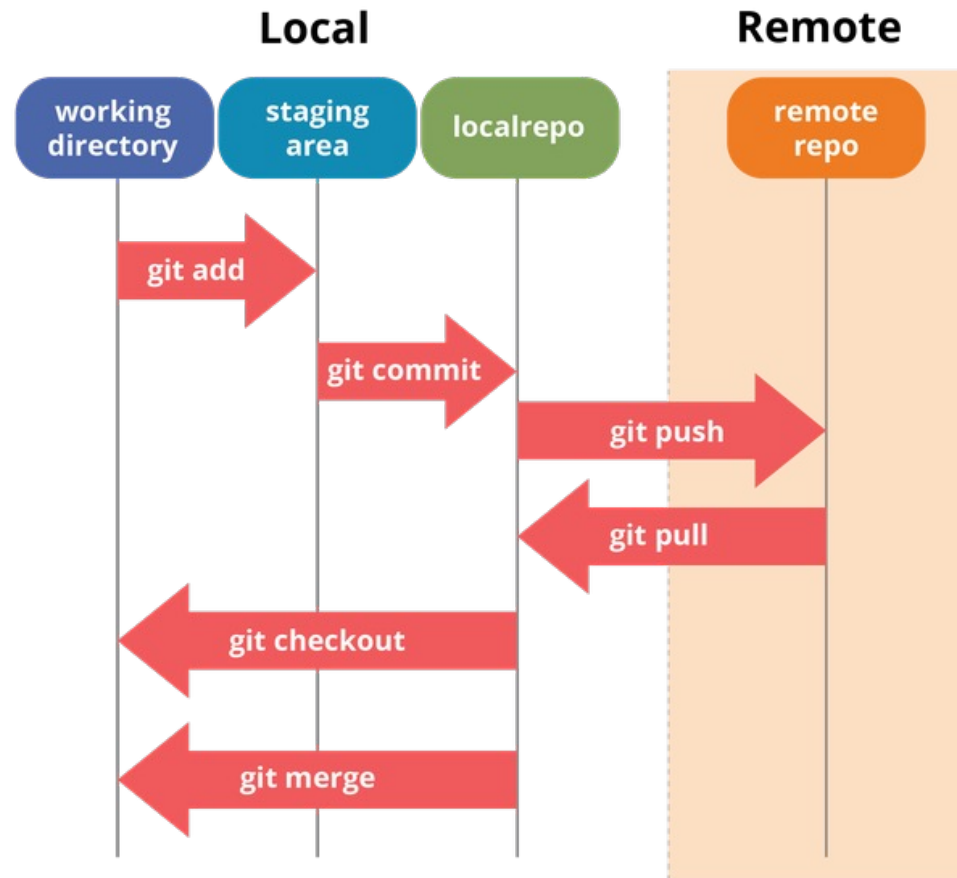 Local
Remote
working
directory
staging
area
localrepo
remote
repo
git add
git commit
git push
git pull
git checkout
git merge